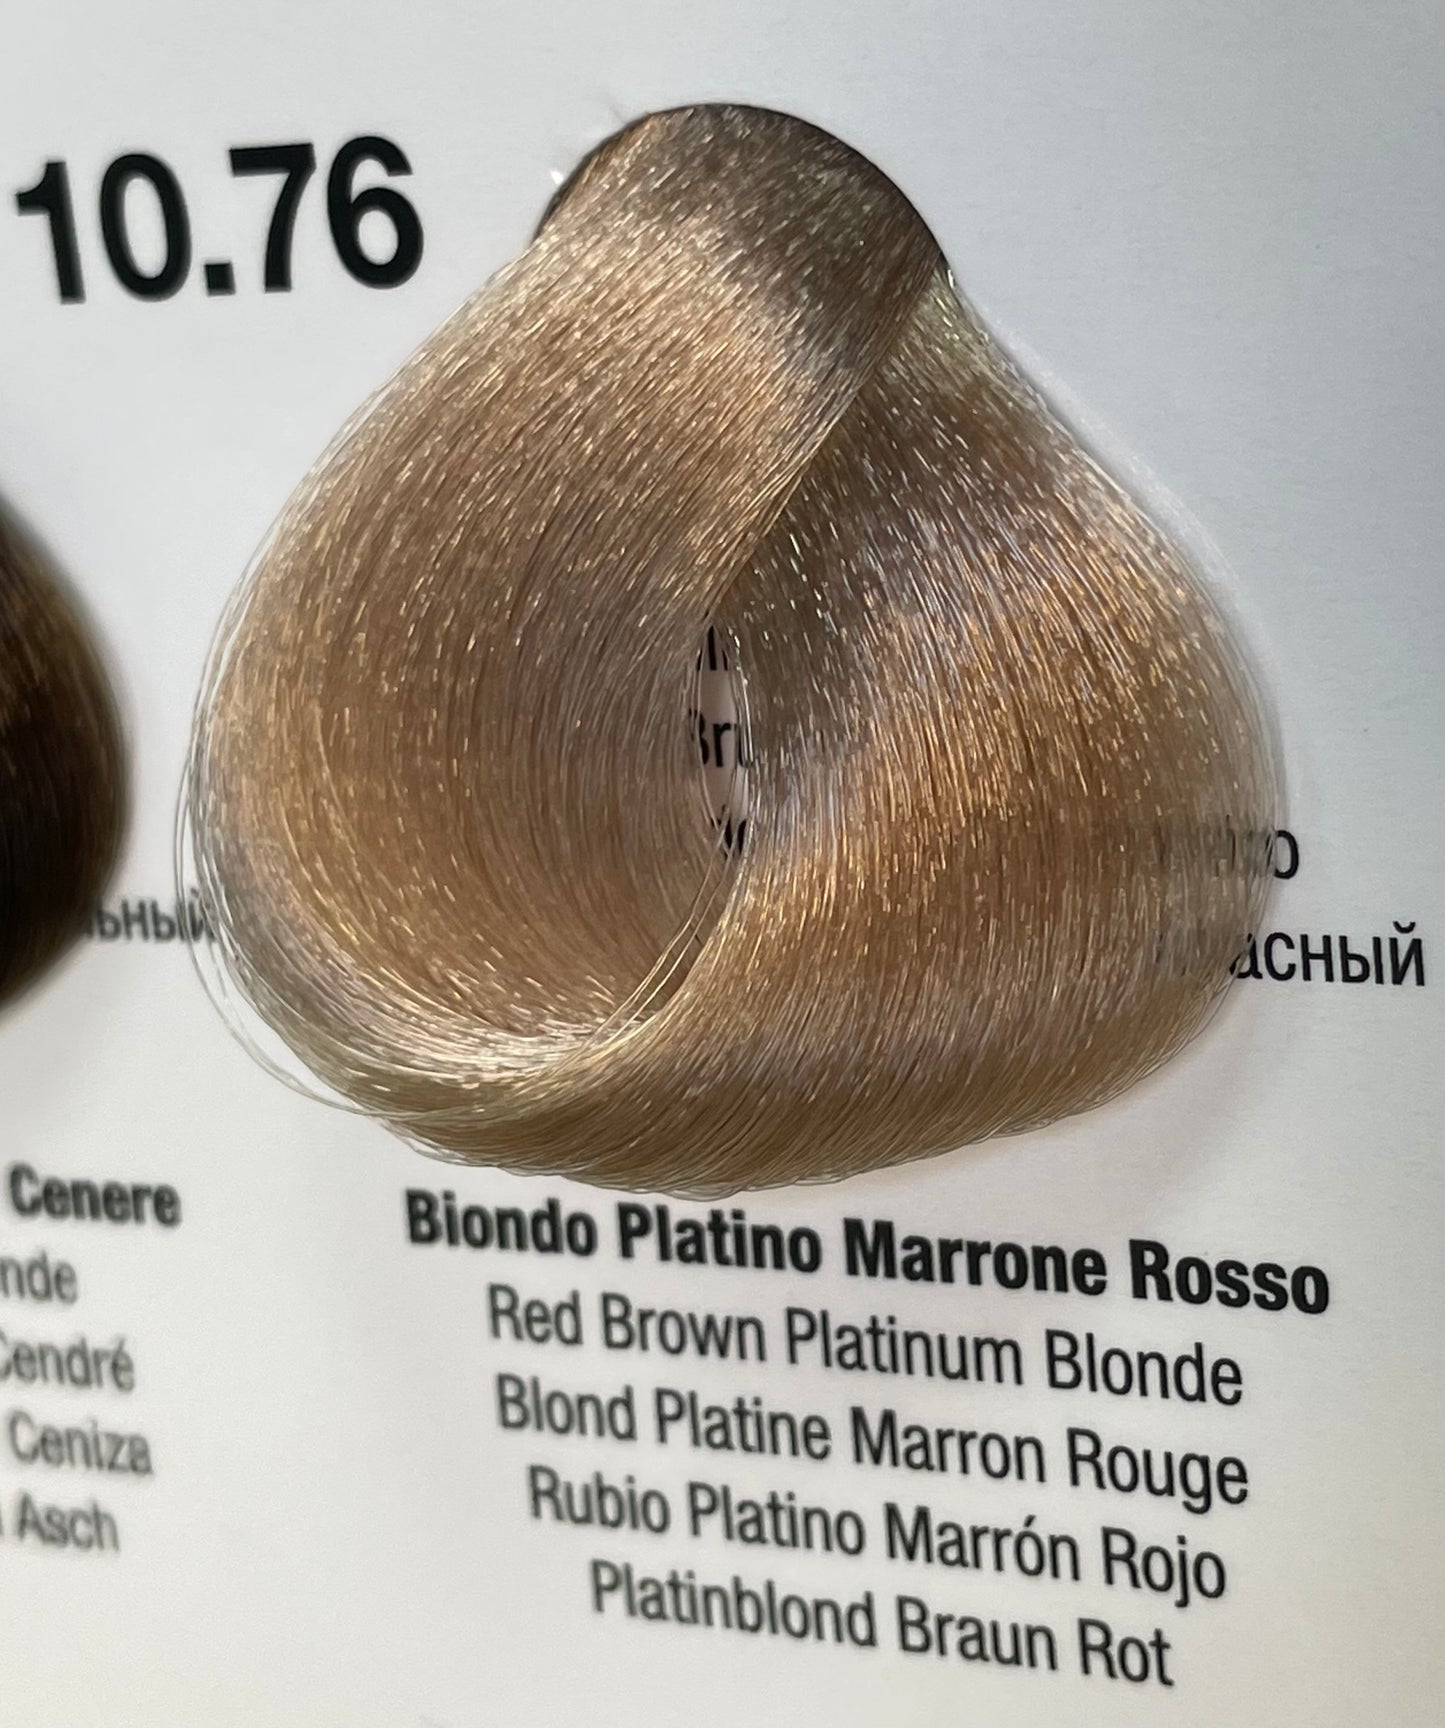 10.76
Cenere
Biondo Platino Marrone Rosso
Red Brown Platinum Blonde
Cendré
Blond Platine Marron Rouge
Ceniza
Rubio Platino Marrón Rojo
Asch
Platinblond Braun Rot